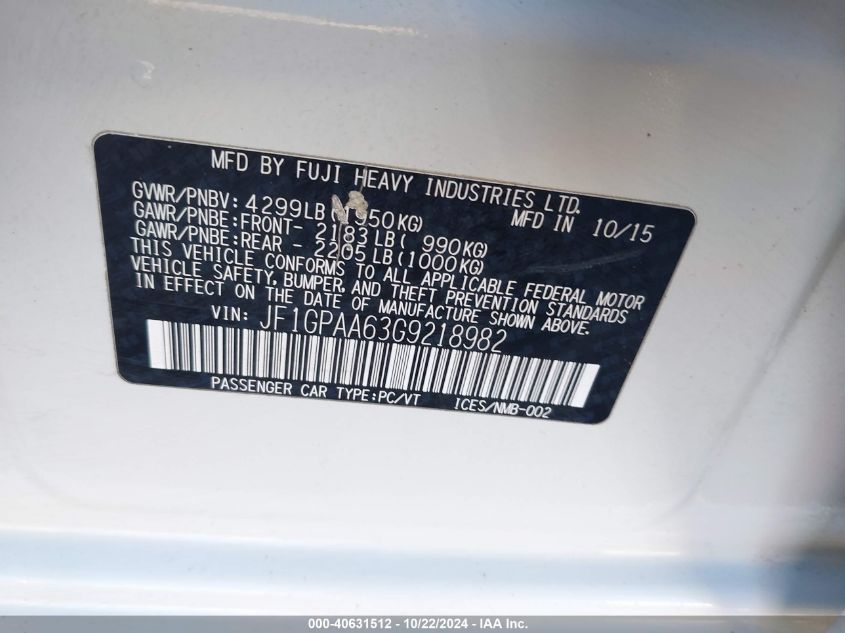 MFD BY FUJI HEAVY INDUSTRIES LTD.
GVWR/PNBV: 4299LB(1950KG) MFD IN 10/15
GAWR/PNBE:FRONT- 2183LB( 990KG)
GAWR/PNBE:REAR - 2205LB(1000KG)
THIS VEHICLE CONFORMS TO ALL APPLICABLE FEDERAL MOTOR
VEHICLE SAFETY, BUMPER, AND THEFT PREVENTION STANDARDS
IN EFFECT ON THE DATE OF MANUFACTURE SHOWN ABOVE.
VIN: JF1GPAA63G9218982
PASSENGER CAR TYPE:PC/VT ICES/NMB-002
000-40631512 - 10/22/2024 - IAA Inc.